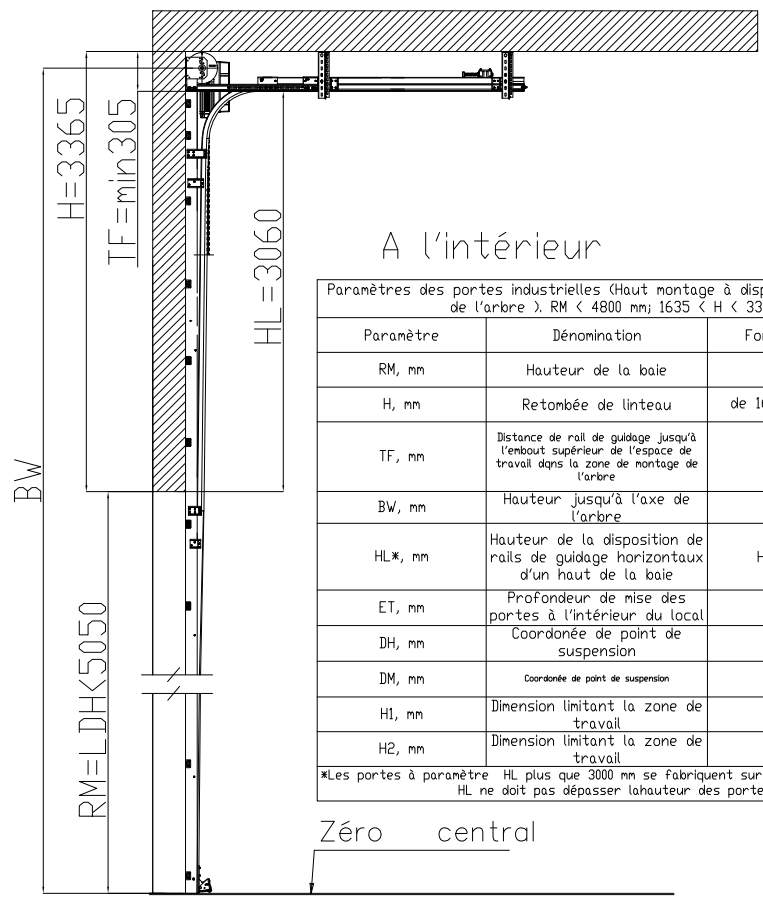 H=3365
TF=min305
HL=3060
BW
RM=LDH<5050
A l'intérieur
Paramètres des portes industrielles (Haut montage à disp
de l'arbre ). RM < 4800 mm; 1635 < H < 33
Paramètre Dénomination For
RM, mm Hauteur de la baie
H, mm Retombée de linteau de 1
TF, mm
Distance de rail de guidage jusqu'à
l'embout supérieur de l'espace de
travail dqns la zone de montage de
l'arbre
BW, mm
Hauteur jusqu'à l'axe de
l'arbre
HL*, mm H
Hauteur de la disposition de
rails de guidage horizontaux
d'un haut de la baie
ET, mm
Profondeur de mise des
portes à l'intérieur du local
DH, mm
Coordonée de point de
suspension
DM, mm Coordonée de point de suspension
H1, mm
Dimension limitant la zone de
travail
H2, mm
Dimension limitant la zone de
travail
*Les portes à paramètre HL plus que 3000 mm se fabriquent sur
HL ne doit pas dépasser lahauteur des porte
Zéro central